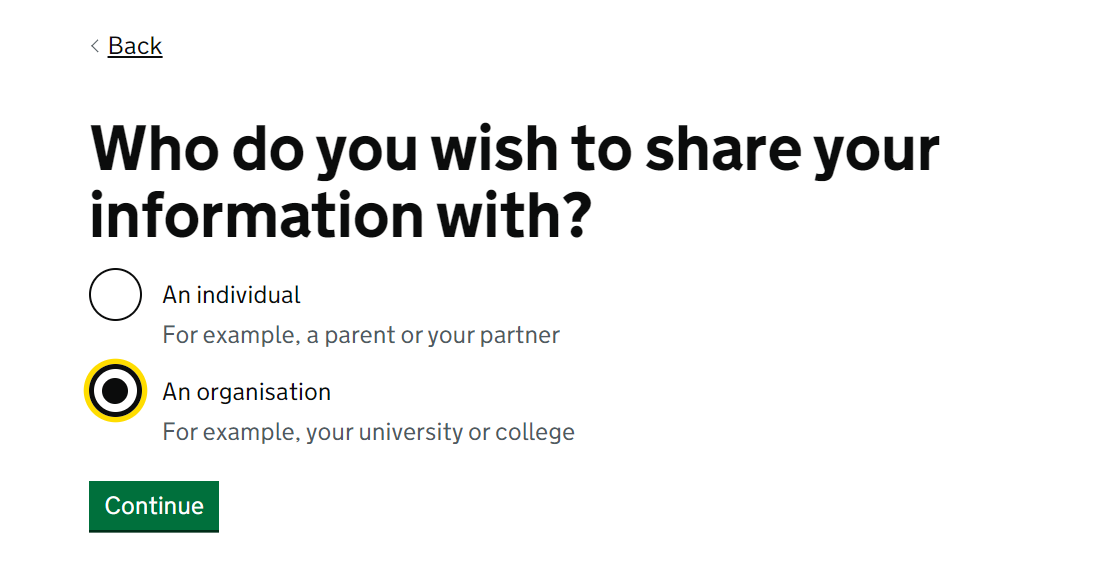 Back
Who do you wish to share your
information with?
An individual
For example, a parent or your partner
An organisation
For example, your university or college
Continue